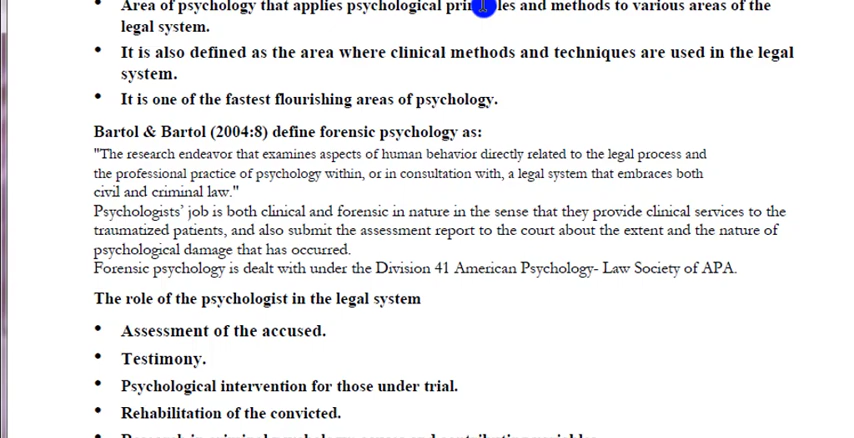 • Area of psychology that applies psychological and methods to various areas of the
legal system.
• It is also defined as the area where clinical methods and techniques are used in the legal
system.
• It is one of the fastest flourishing areas of psychology.
Bartol & Bartol (2004:8) define forensic psychology as:
"The research endeavor that examines aspects of human behavior directly related to the legal process and
the professional practice of psychology within, or in consultation with, a legal system that embraces both
civil and criminal law."
Psychologists' job is both clinical and forensic in nature in the sense that they provide clinical services to the
traumatized patients, and also submit the assessment report to the court about the extent and the nature of
psychological damage that has occurred.
Forensic psychology is dealt with under the Division 41 American Psychology- Law Society of APA.
The role of the psychologist in the legal system
• Assessment of the accused.
• Testimony.
• Psychological intervention for those under trial.
• Rehabilitation of the convicted.